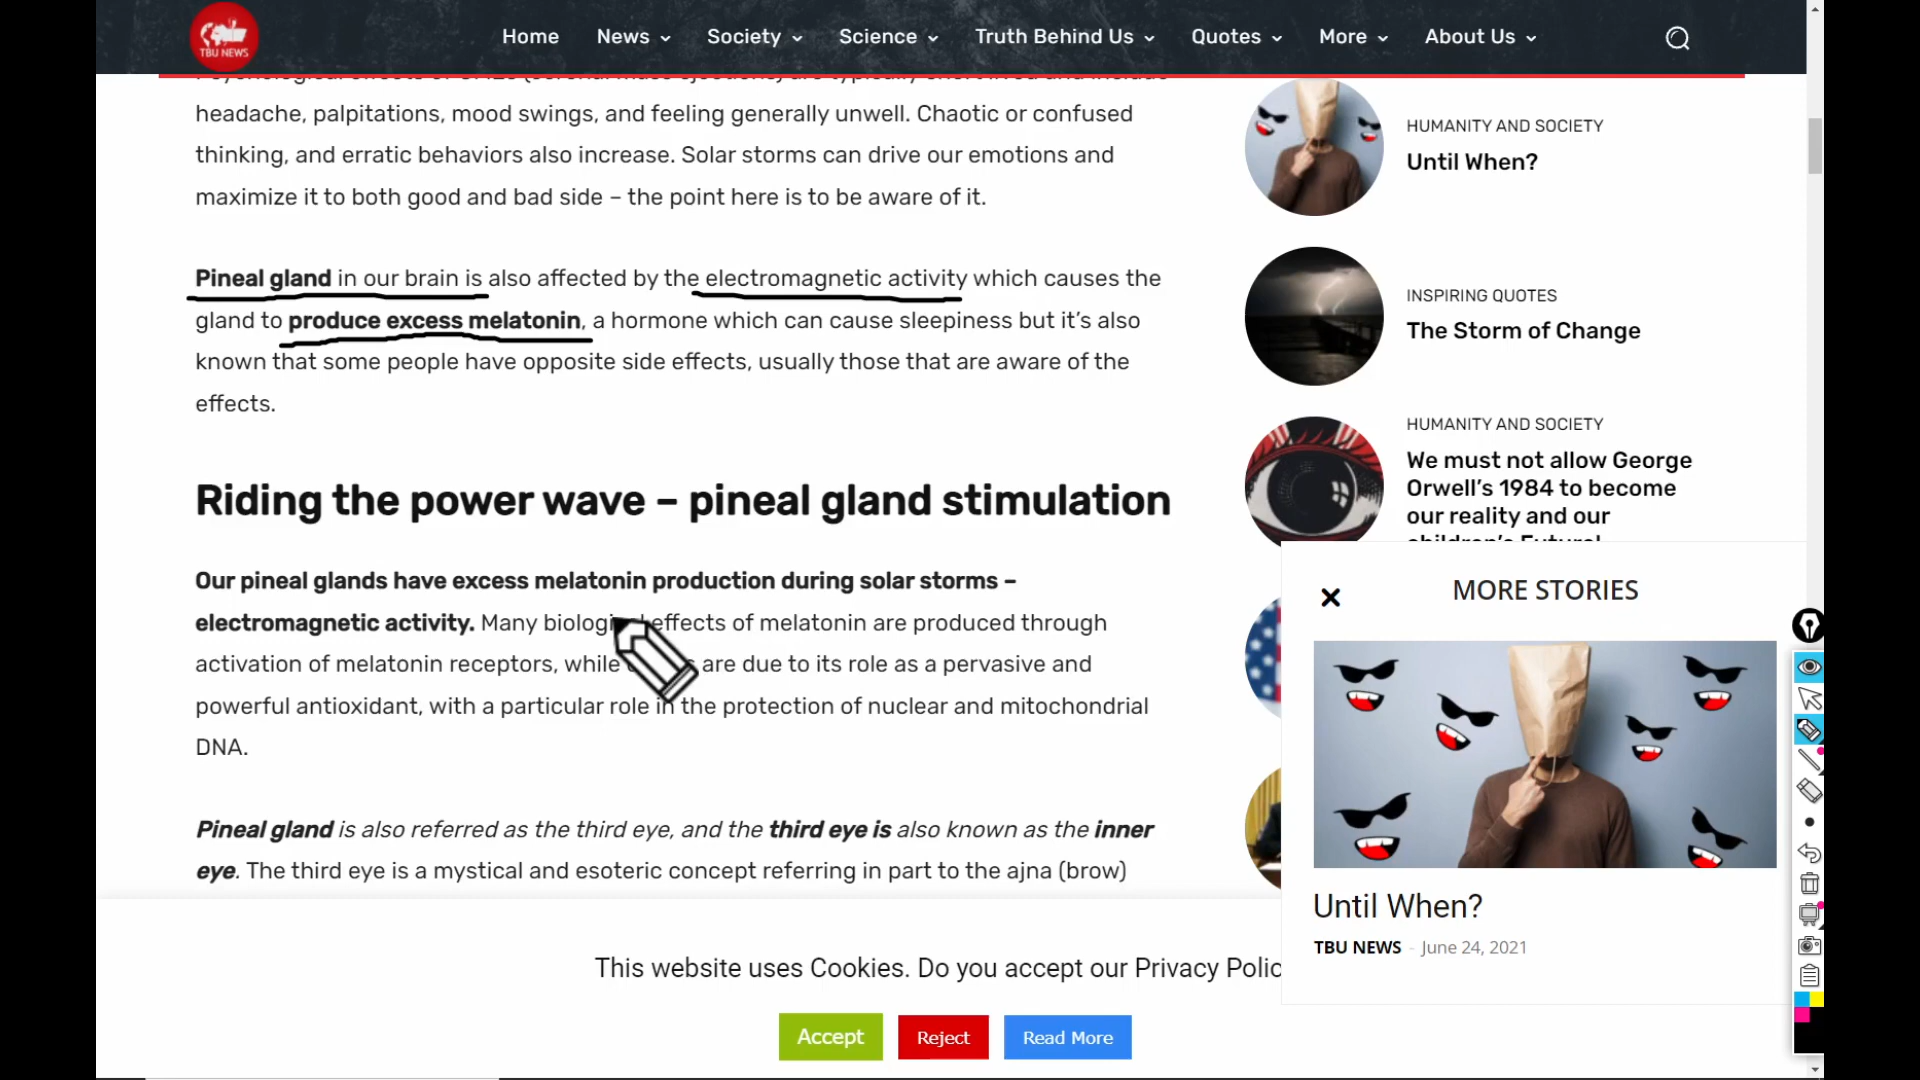 TBU NEWS
Home News Society Science Truth Behind Us Quotes More About Us
headache, palpitations, mood swings, and feeling generally unwell. Chaotic or confused
thinking, and erratic behaviors also increase. Solar storms can drive our emotions and
maximize it to both good and bad side – the point here is to be aware of it.
Pineal gland in our brain is also affected by the electromagnetic activity which causes the
gland to produce excess melatonin, a hormone which can cause sleepiness but it's also
known that some people have opposite side effects, usually those that are aware of the
effects.
Riding the power wave – pineal gland stimulation
Our pineal glands have excess melatonin production during solar storms –
electromagnetic activity. Many effects of melatonin are produced through
activation of melatonin receptors, while are due to its role as a pervasive and
powerful antioxidant, with a particular role in the protection of nuclear and mitochondrial
DNA.
Pineal gland is also referred as the third eye, and the third eye is also known as the inner
eye. The third eye is a mystical and esoteric concept referring in part to the ajna (brow)
HUMANITY AND SOCIETY
Until When?
INSPIRING QUOTES
The Storm of Change
HUMANITY AND SOCIETY
We must not allow George
Orwell's 1984 to become
our reality and our
children's Future!
MORE STORIES
Until When?
TBU NEWS - June 24, 2021
This website uses Cookies. Do you accept our Privacy
Accept Reject Read More